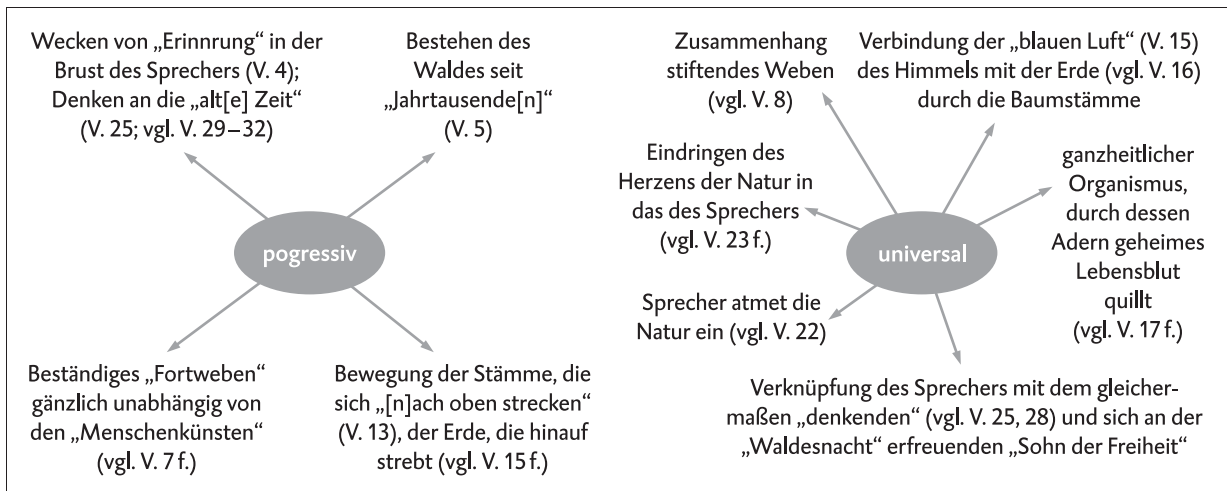 Wecken von „Erinnrung“ in der
Brust des Sprechers (V. 4);
Denken an die „alt[e] Zeit“
(V. 25; vgl. V. 29–32)
Bestehen des
Waldes seit
„Jahrtausende[n]“
(V. 5)
pogressiv
Beständiges „Fortweben“
gänzlich unabhängig von
den „Menschenkünsten“
(vgl. V. 7 f.)
Bewegung der Stämme, die
sich „[n]ach oben strecken“
(V. 13), der Erde, die hinauf
strebt (vgl. V. 15 f.)
Zusammenhang
stiftendes Weben
(vgl. V. 8)
Verbindung der „blauen Luft“ (V. 15)
des Himmels mit der Erde (vgl. V. 16)
durch die Baumstämme
Eindringen des
Herzens der Natur in
das des Sprechers
(vgl. V. 23 f.)
universal
ganzheitlicher
Organismus,
durch dessen
Adern geheimes
Lebensblut
quillt
(vgl. V. 17 f.)
Sprecher atmet die
Natur ein (vgl. V. 22)
Verknüpfung des Sprechers mit dem gleicher-
maßen „denkenden“ (vgl. V. 25, 28) und sich an der
„Waldesnacht“ erfreuenden „Sohn der Freiheit“